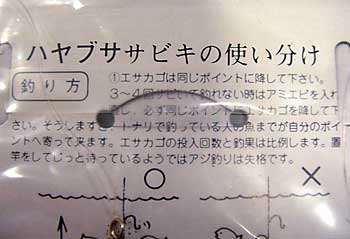 ハヤブササビキの使い分け
釣り方
①エサカゴは同じポイントに降して下さい。
3～4回サビいて釣れない時はアミエビを入れ
し、必ず同じポイントにエサカゴを降して下
さい。そうしますと、トナリで釣っている人の魚までが自分のポイン
トへ寄って来ます。エサカゴの投入回数と釣果は比例します。置
竿をしてじっと待っているようではアジ釣りは失格です。
○ ×